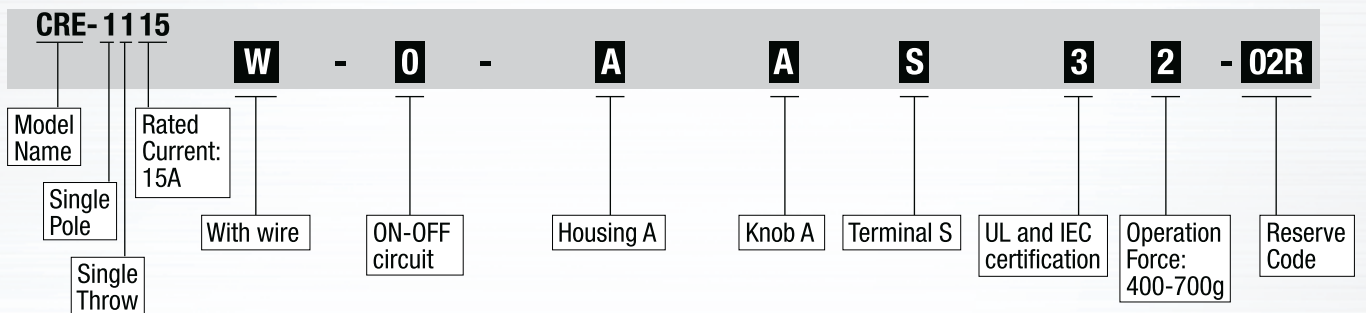 CRE-1115
W - 0 - A A S 3 2 - 02R
Model
Name
Single
Pole
Single
Throw
Rated
Current:
15A
With wire
ON-OFF
circuit
Housing A
Knob A
Terminal S
UL and IEC
certification
Operation
Force:
400-700g
Reserve
Code